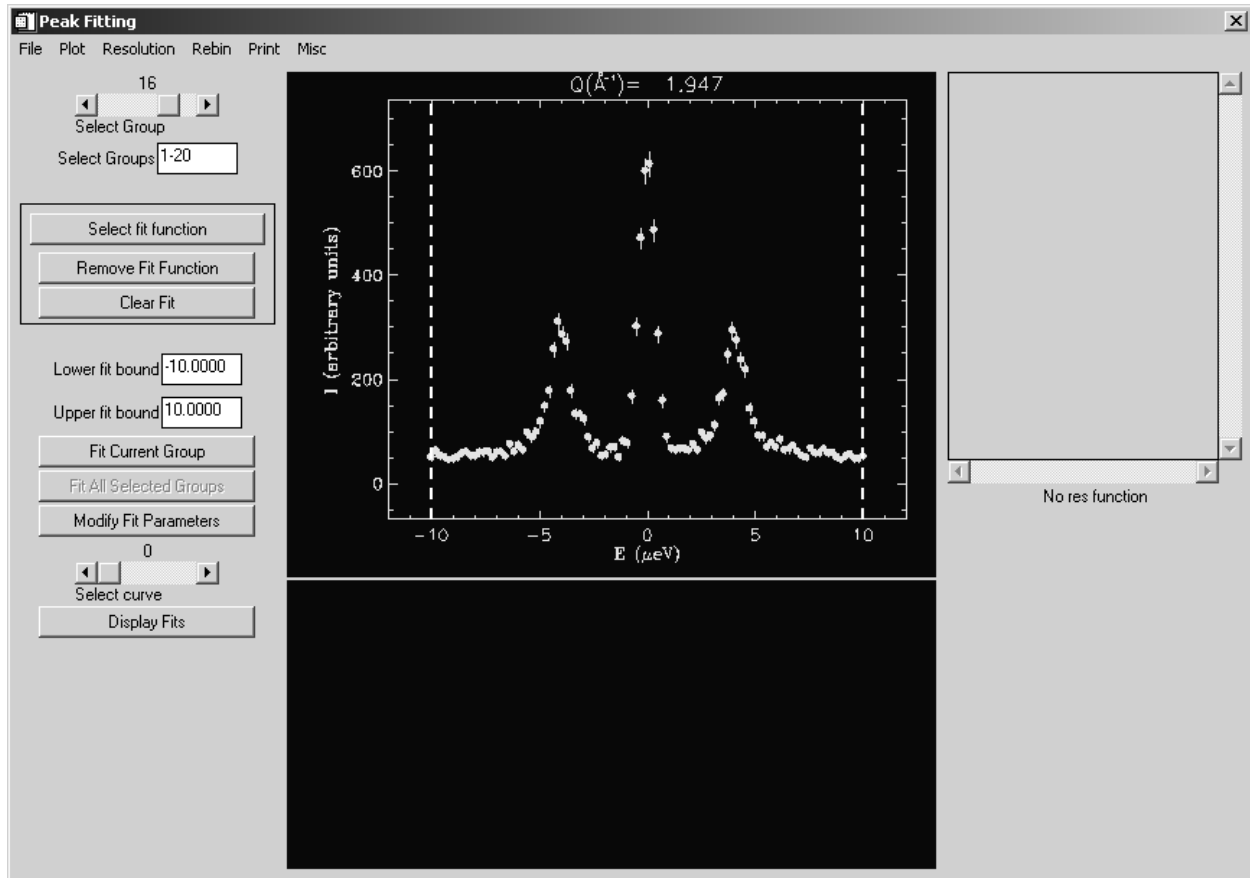 Peak Fitting
File Plot Resolution Rebin Print Misc
16
Select Group
Select Groups 1-20
Select fit function
Remove Fit Function
Clear Fit
Lower fit bound -10.0000
Upper fit bound 10.0000
Fit Current Group
Fit All Selected Groups
Modify Fit Parameters
0
Select curve
Display Fits
Q(Å⁻¹)= 1.947
I (arbitrary units)
600
400
200
0
-10 -5 0 5 10
E (μeV)
No res function